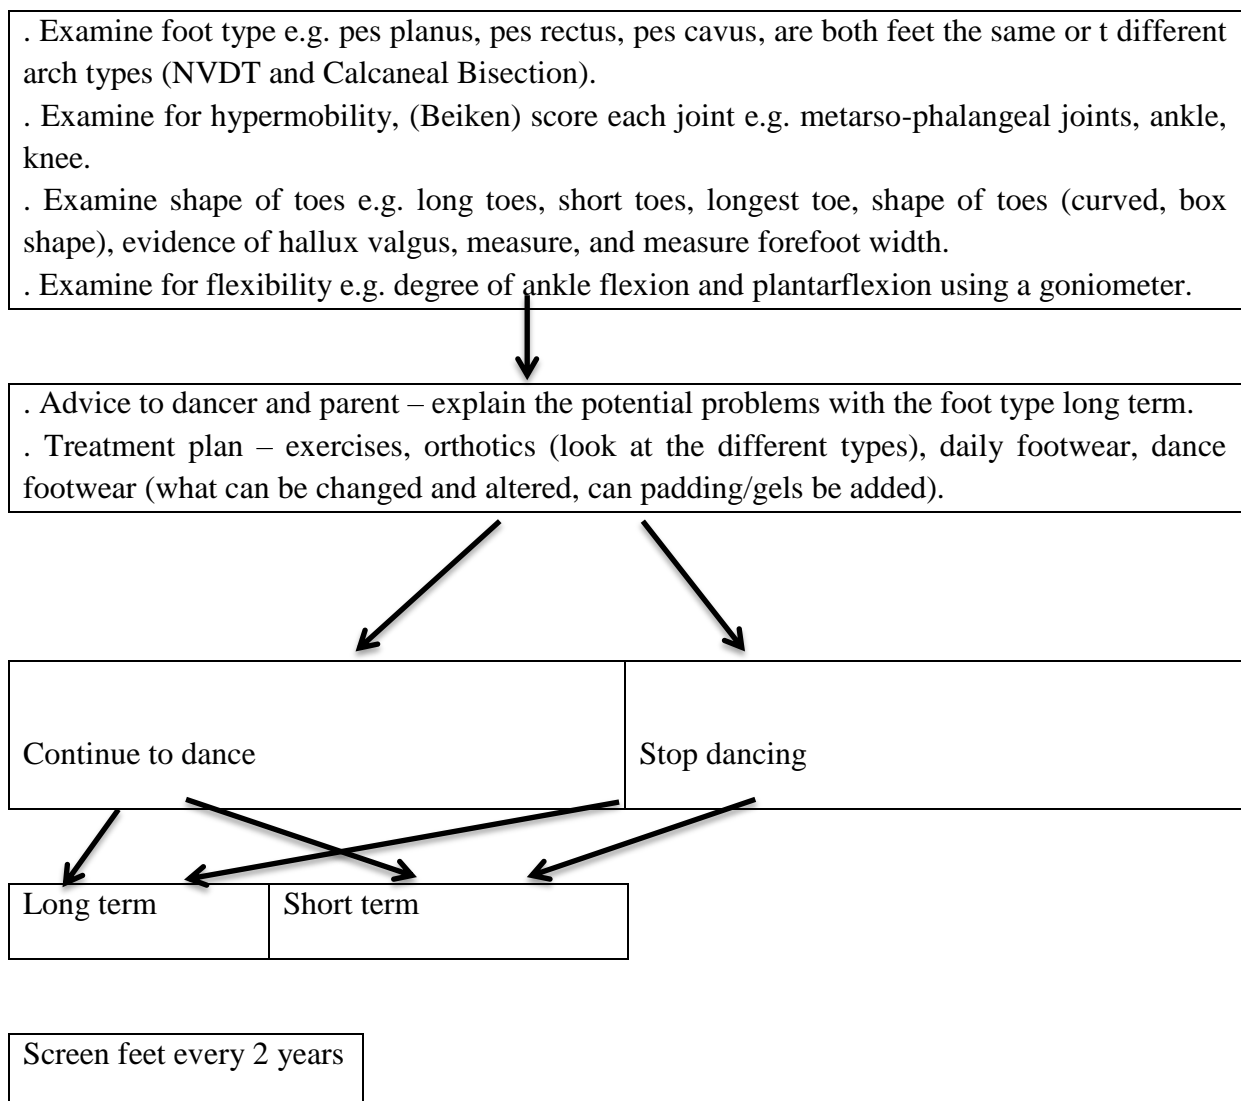 . Examine foot type e.g. pes planus, pes rectus, pes cavus, are both feet the same or t different
arch types (NVDT and Calcaneal Bisection).
. Examine for hypermobility, (Beiken) score each joint e.g. metarso-phalangeal joints, ankle,
knee.
. Examine shape of toes e.g. long toes, short toes, longest toe, shape of toes (curved, box
shape), evidence of hallux valgus, measure, and measure forefoot width.
. Examine for flexibility e.g. degree of ankle flexion and plantarflexion using a goniometer.
. Advice to dancer and parent – explain the potential problems with the foot type long term.
. Treatment plan – exercises, orthotics (look at the different types), daily footwear, dance
footwear (what can be changed and altered, can padding/gels be added).
Continue to dance
Stop dancing
Long term
Short term
Screen feet every 2 years